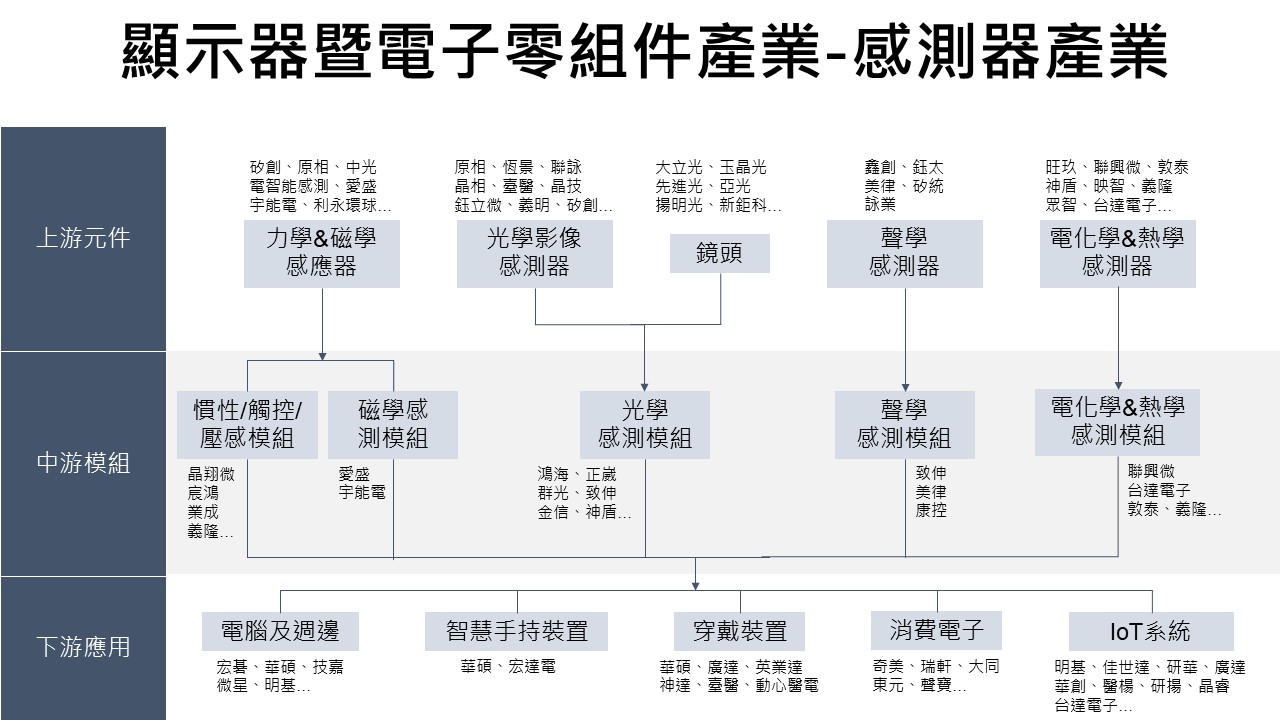 顯示器暨電子零組件產業-感測器產業
上游元件
矽創、原相、中光
電智能感測、愛盛
宇能電、利永環球...
力學&磁學
感應器
原相、恆景、聯詠
晶相、臺醫、晶技
鈺立微、義明、矽創...
光學影像
感測器
大立光、玉晶光
先進光、亞光
揚明光、新鉅科...
鏡頭
鑫創、鈺太
美律、矽統
詠業
聲學
感測器
旺玖、聯興微、敦泰
神盾、映智、義隆
眾智、台達電子...
電化學&熱學
感測器
中游模組
慣性/觸控/
壓感模組
晶翔微
宸鴻
業成
義隆...
磁學感
測模組
愛盛
宇能電
光學
感測模組
鴻海、正崴
群光、致伸
金信、神盾...
聲學
感測模組
致伸
美律
康控
電化學&熱學
感測模組
聯興微
台達電子
敦泰、義隆...
下游應用
電腦及週邊
宏碁、華碩、技嘉
微星、明基...
智慧手持裝置
華碩、宏達電
穿戴裝置
華碩、廣達、英業達
神達、臺醫、動心醫電
消費電子
奇美、瑞軒、大同
東元、聲寶...
IoT系統
明基、佳世達、研華、廣達
華創、醫楊、研揚、晶睿
台達電子...